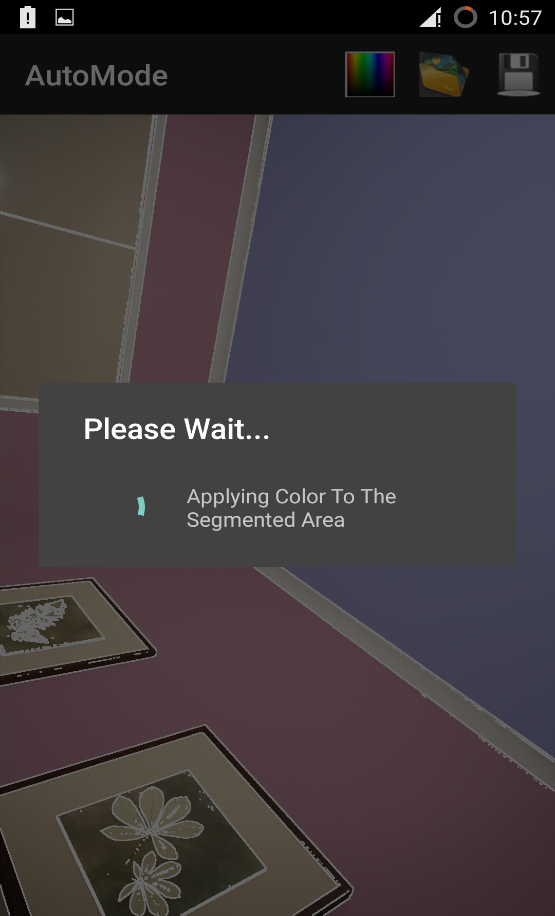 10:57
AutoMode
Please Wait...
Applying Color To The
Segmented Area